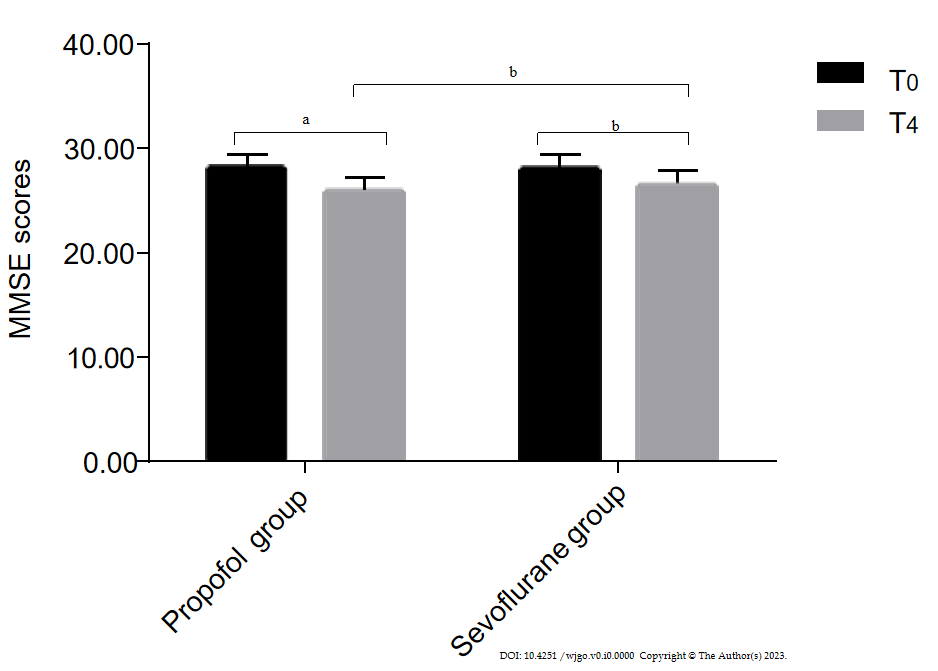 40.00
30.00
20.00
10.00
0.00
MMSE scores
b
a
b
T0
T4
Propofol group
Sevoflurane group
DOI: 10.4251 /wjgo.v0.i0.0000 Copyright © The Author(s) 2023.